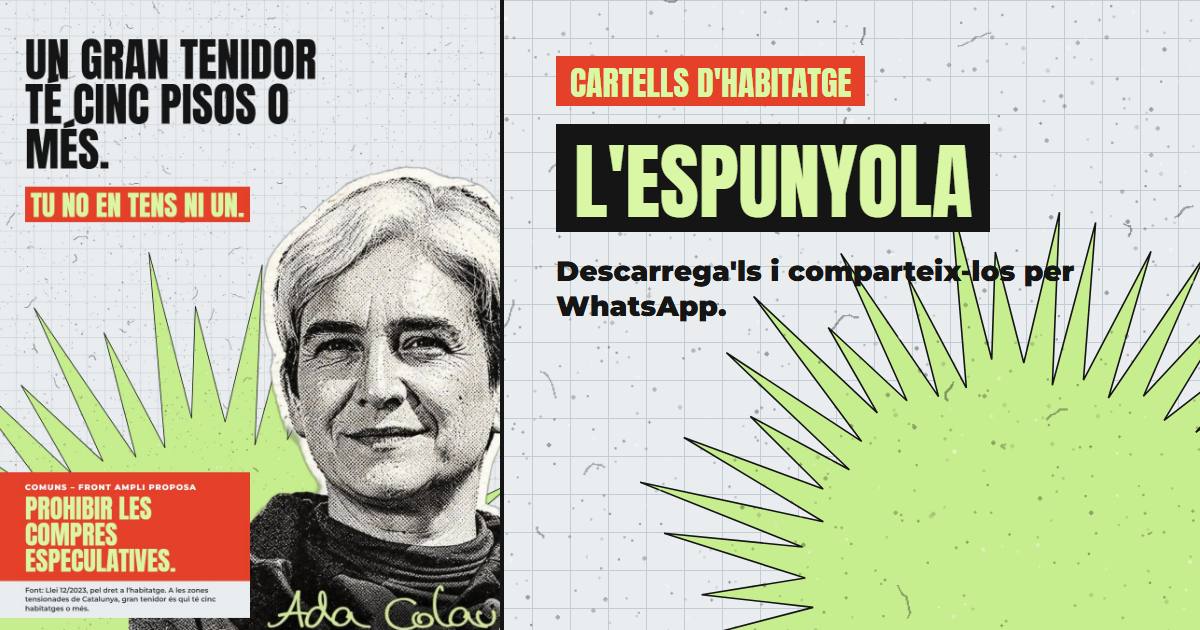 UN GRAN TENIDOR
TÉ CINC PISOS O
MÉS.
TU NO EN TENS NI UN.
COMUNS – FRONT AMPLI PROPOSA
PROHIBIR LES
COMPRES
ESPECULATIVES.
Font: Llei 12/2023, pel dret a l'habitatge. A les zones
tensionades de Catalunya, gran tenidor és qui té cinc
habitatges o més.
Ada Colau
CARTELLS D'HABITATGE
L'ESPUNYOLA
Descarrega'ls i comparteix-los per
WhatsApp.